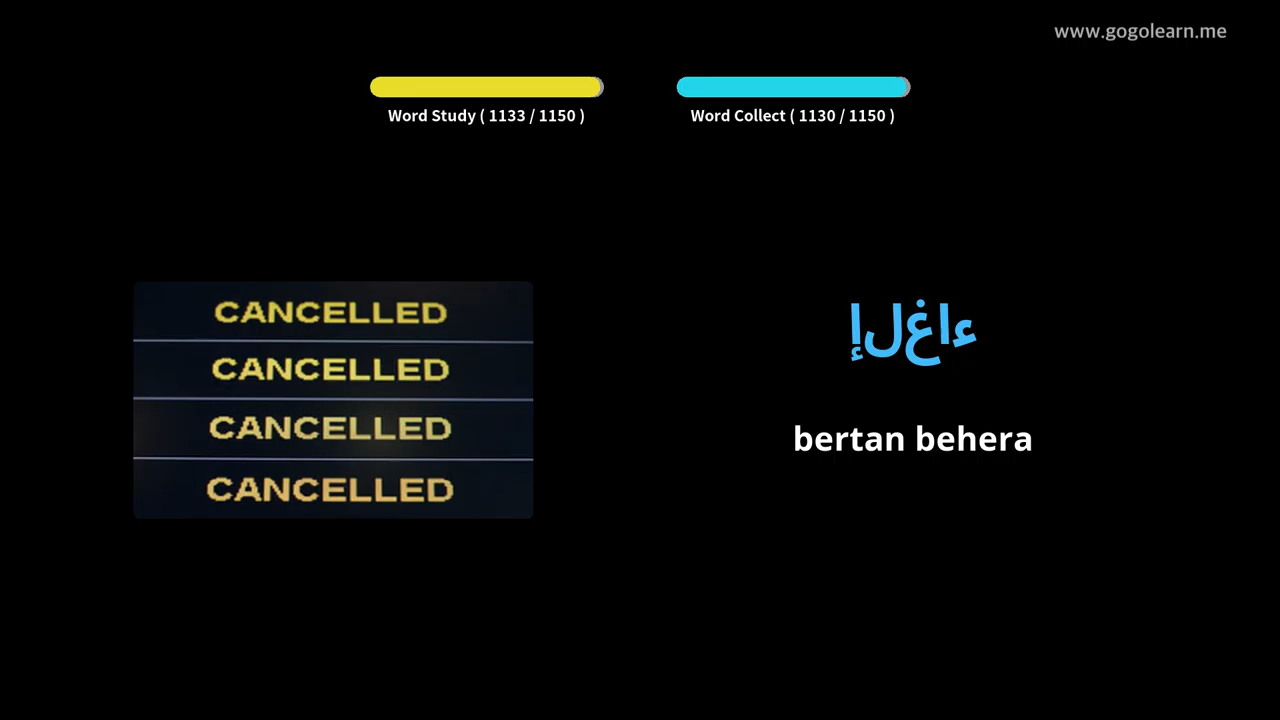 www.gogolearn.me
Word Study ( 1133 / 1150 )
Word Collect ( 1130 / 1150 )
CANCELLED
CANCELLED
CANCELLED
CANCELLED
إلغاء
bertan behera